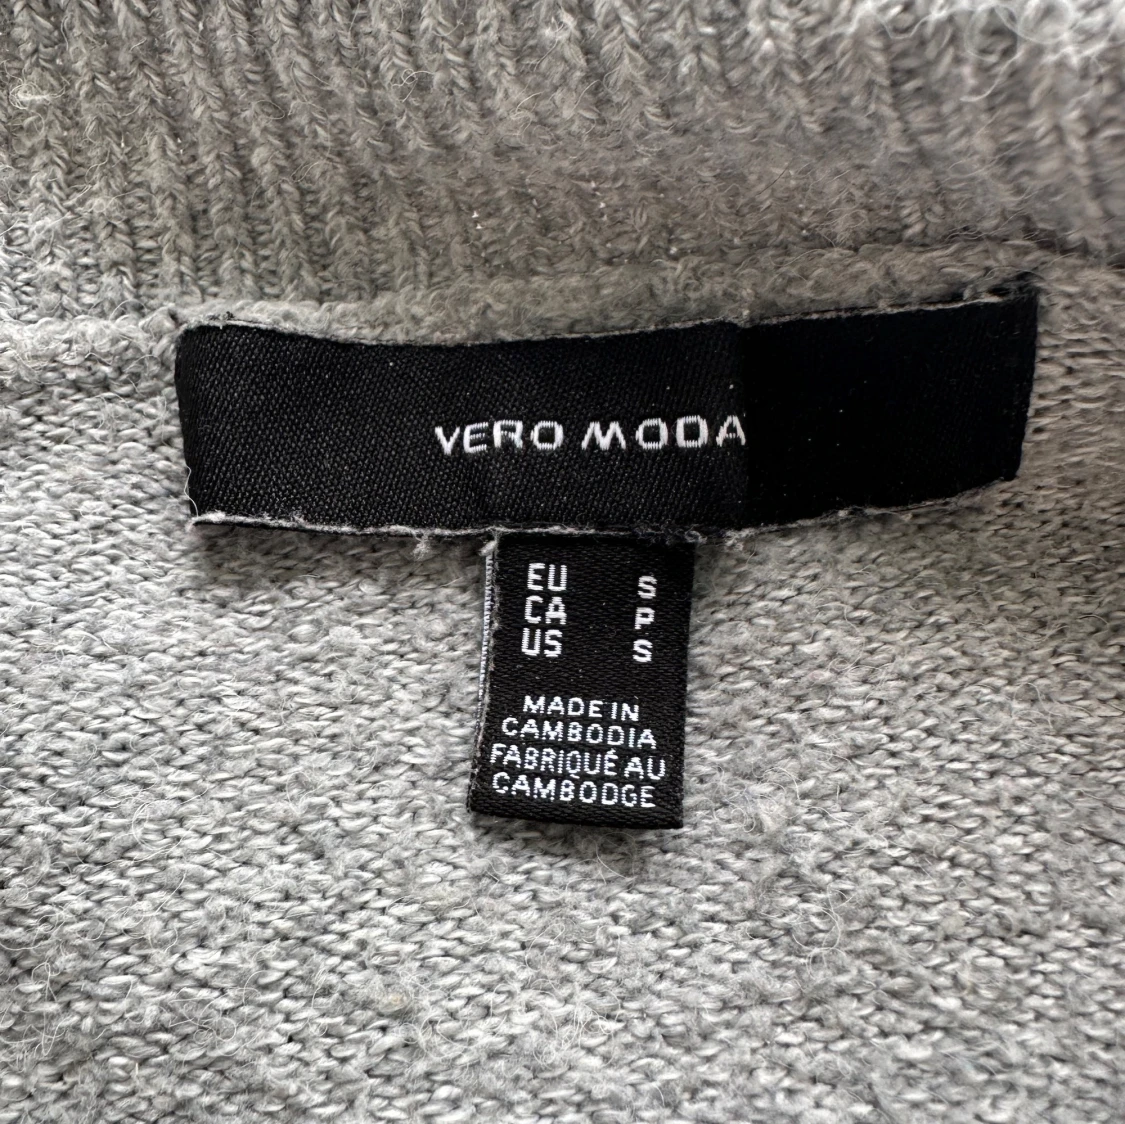 VERO MODA
EU S
CA P
US S
MADE IN
CAMBODIA
FABRIQUÉ AU
CAMBODGE